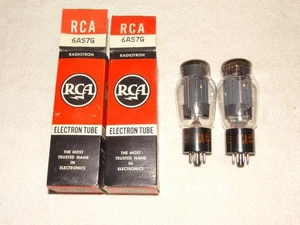 RCA
6AS7G
RADIOTRON
RCA
ELECTRON TUBE
THE MOST
TRUSTED NAME
IN
ELECTRONICS
RCA
6AS7G
RADIOTRON
RCA
ELECTRON TUBE
THE MOST
TRUSTED NAME
IN
ELECTRONICS